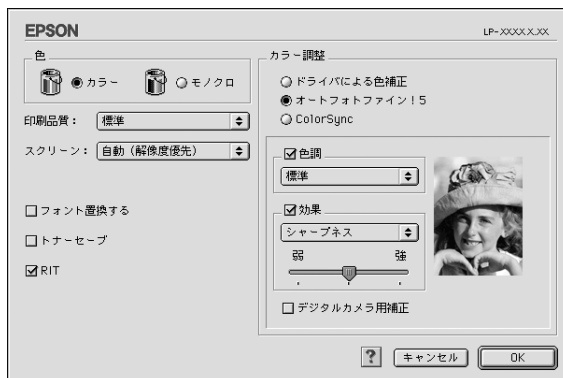 EPSON
LP-XXXXX.XX
色
カラー
モノクロ
印刷品質：
標準
スクリーン：
自動（解像度優先）
フォント置換する
トナーセーブ
RIT
カラー調整
ドライバによる色補正
オートフォトファイン！5
ColorSync
色調
標準
効果
シャープネス
弱
強
デジタルカメラ用補正
?
キャンセル
OK